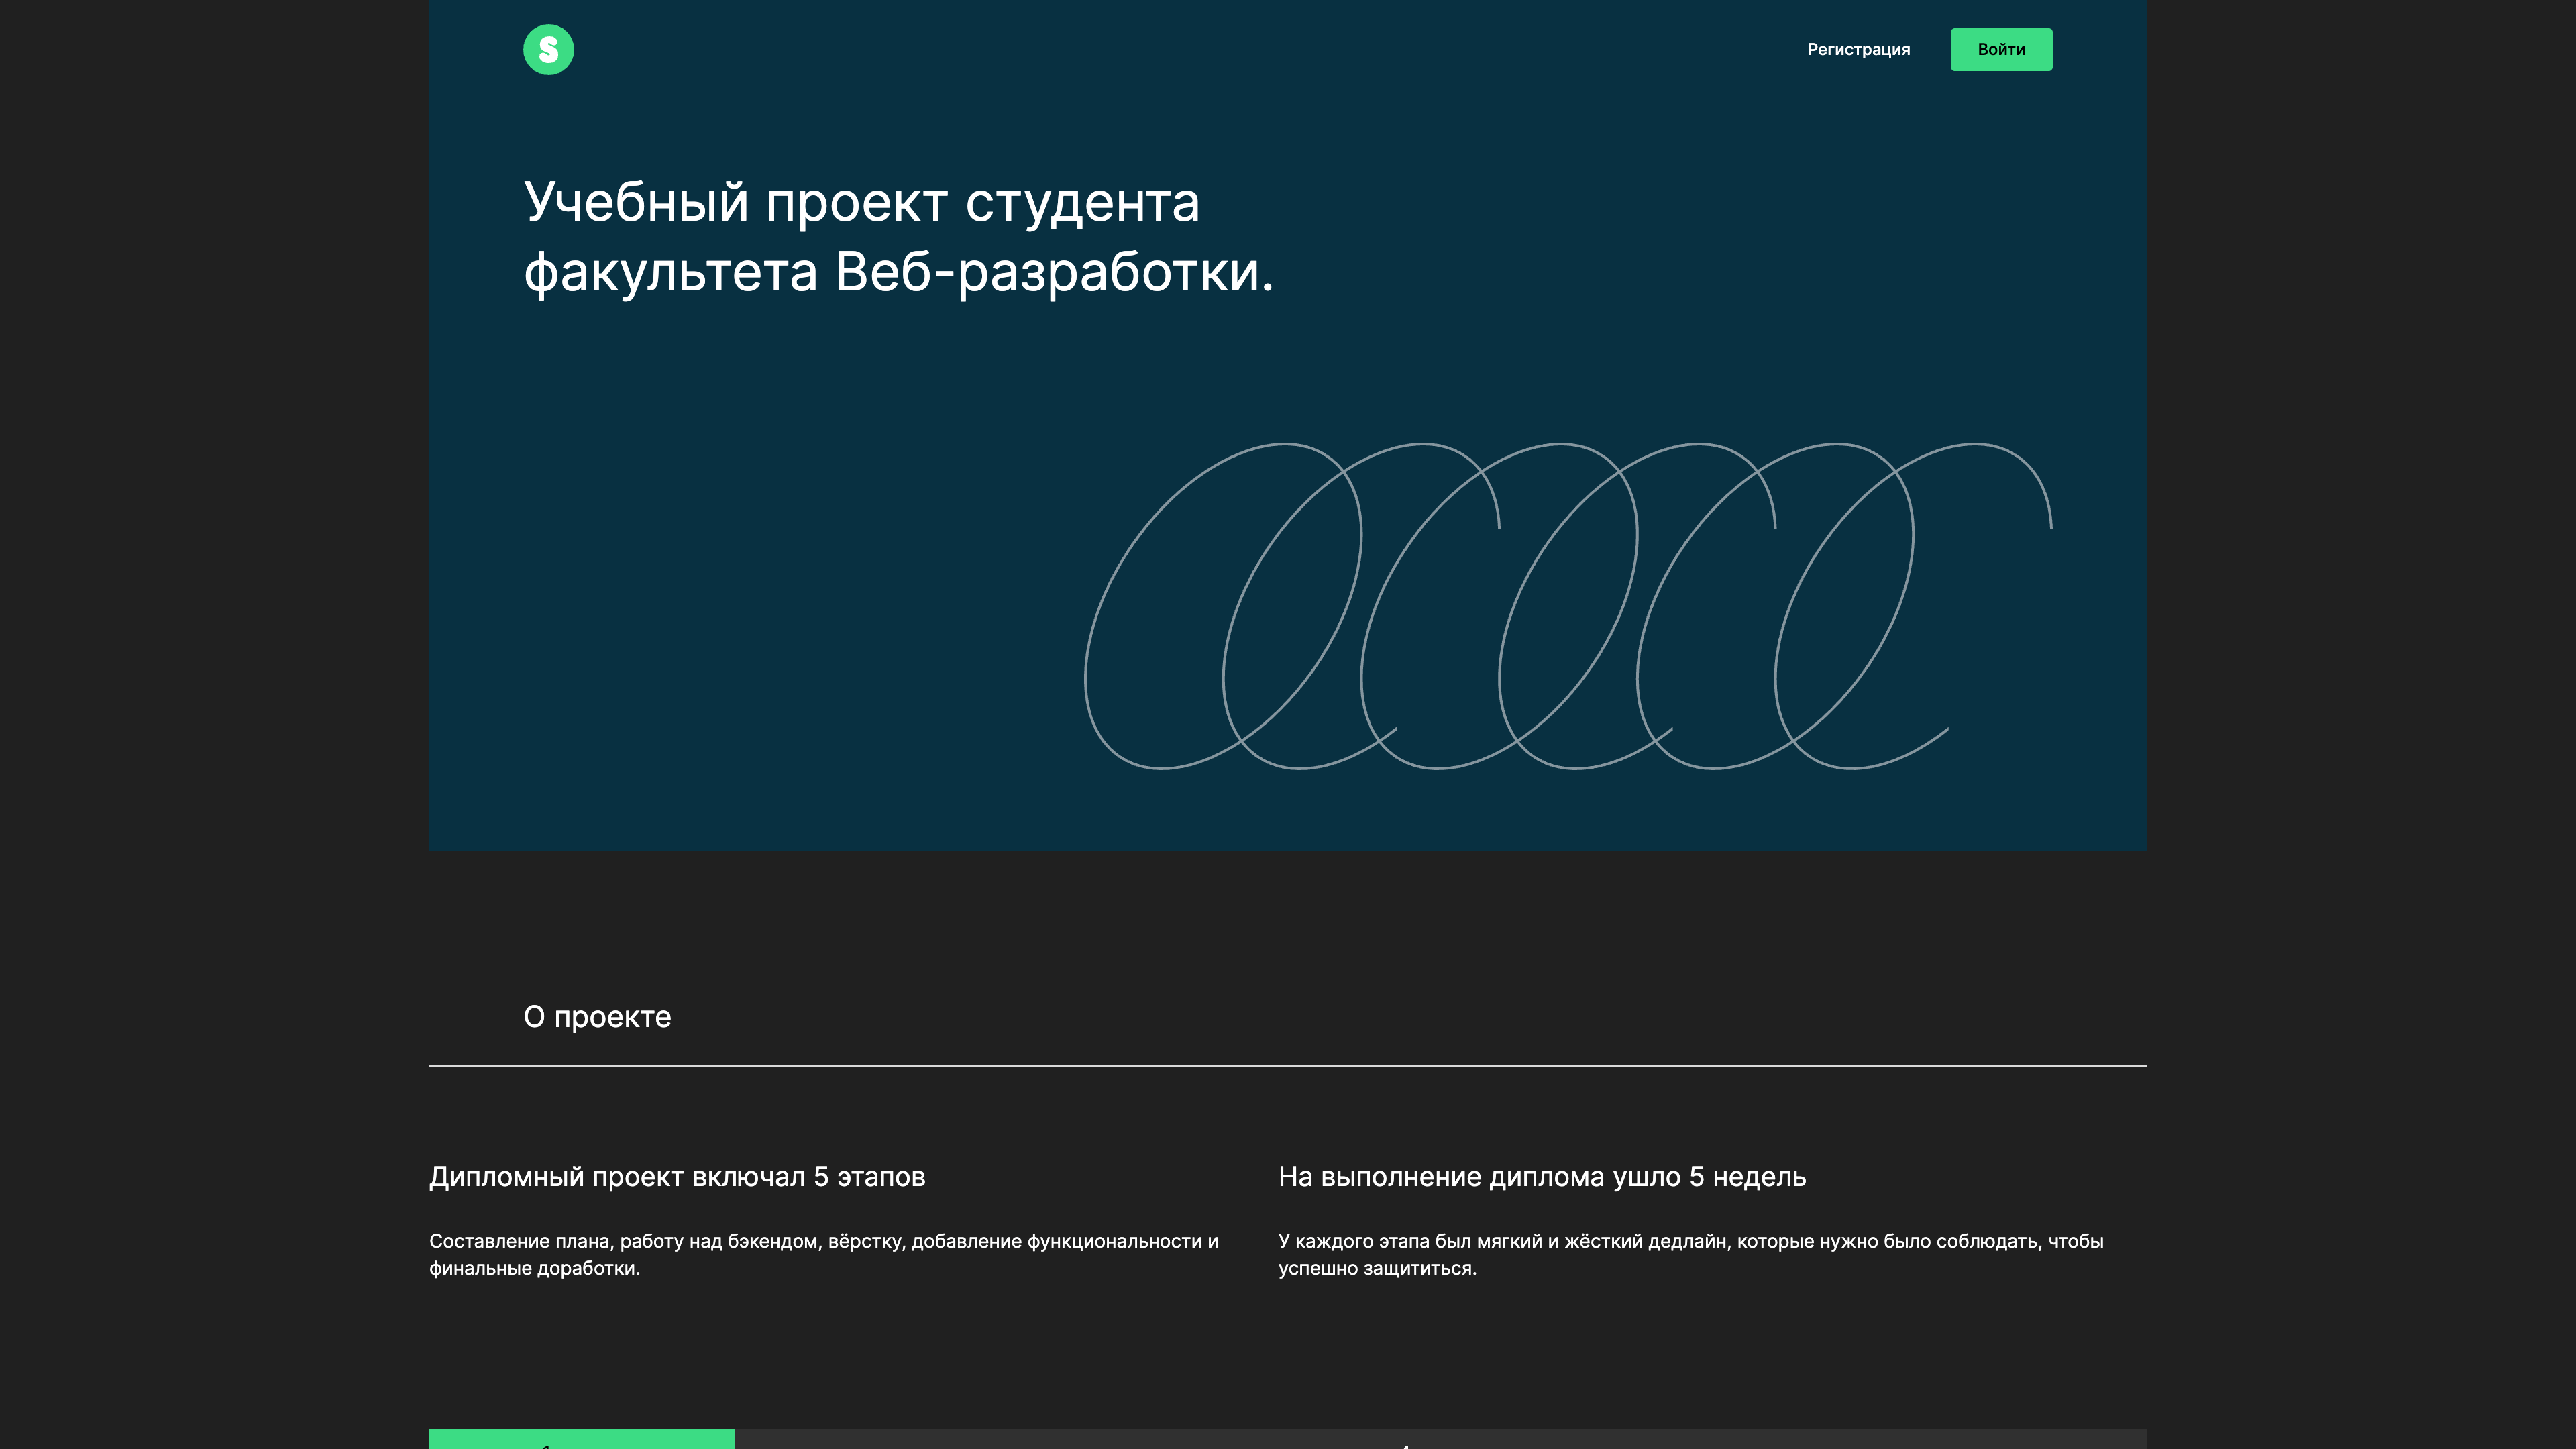 S
Регистрация
Войти
Учебный проект студента
факультета Веб-разработки.
О проекте
Дипломный проект включал 5 этапов
Составление плана, работу над бэкендом, вёрстку, добавление функциональности и
финальные доработки.
На выполнение диплома ушло 5 недель
У каждого этапа был мягкий и жёсткий дедлайн, которые нужно было соблюдать, чтобы
успешно защититься.